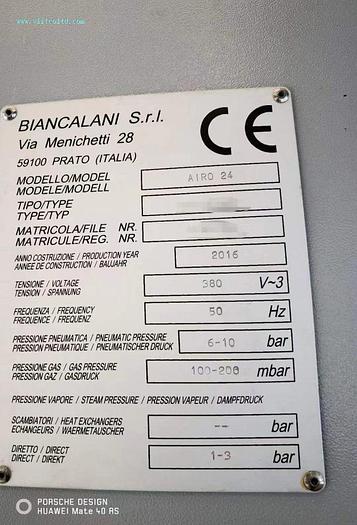 www.viitrultd.com
BIANCALANI S.r.l.
Via Menichetti 28
59100 PRATO (ITALIA)
CE
MODELLO/MODEL
MODELE/MODELL
AIRO 24
TIPO/TYPE
TYPE/TYP
MATRICOLA/FILE NR.
MATRICULE/REG. NR.
ANNO COSTRUZIONE / PRODUCTION YEAR
ANNEE DE CONSTRUCTION / BAUJAHR
2016
TENSIONE / VOLTAGE
TENSION / SPANNUNG
380 V~3
FREQUENZA / FREQUENCY
FREQUENCE / FREQUENZ
50 Hz
PRESSIONE PNEUMATICA / PNEUMATIC PRESSURE
PRESSION PNEUMATIQUE / PNEUMATISCHER DRUCK
6-10 bar
PRESSIONE GAS / GAS PRESSURE
PRESSION GAZ / GASDRUCK
100-200 mbar
PRESSIONE VAPORE / STEAM PRESSURE / PRESSION VAPEUR / DAMPFDRUCK
SCAMBIATORI / HEAT EXCHANGERS
ECHANGEURS / WAERMETAUSCHER
-- bar
DIRETTO / DIRECT
DIRECT / DIREKT
1-3 bar
PORSCHE DESIGN
HUAWEI Mate 40 RS